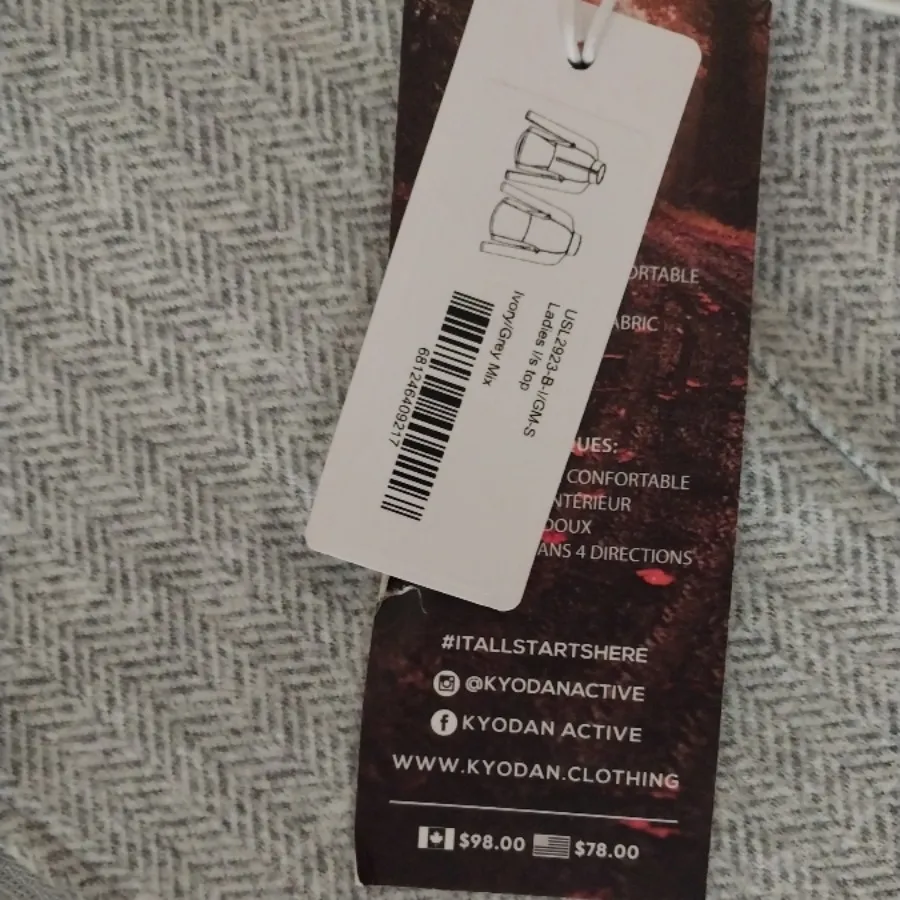 USL2923-B-I/GM-S
Ladies l/s top
Ivory/Grey Mix
681246409217
ORTABLE
ABRIC
UES:
CONFORTABLE
NTÉRIEUR
DOUX
ANS 4 DIRECTIONS
#ITALLSTARTSHERE
@KYODANACTIVE
KYODAN ACTIVE
WWW.KYODAN.CLOTHING
$98.00 $78.00